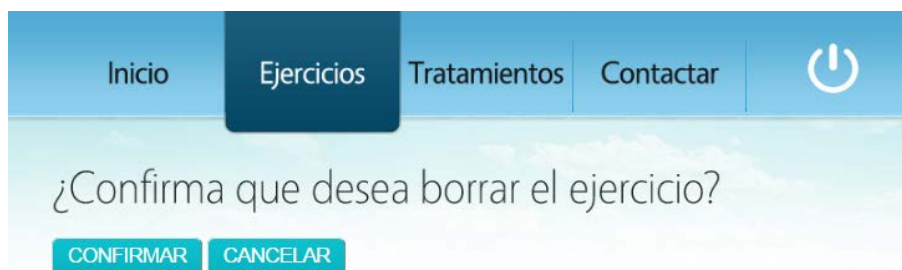 Inicio Ejercicios Tratamientos Contactar
¿Confirma que desea borrar el ejercicio?
CONFIRMAR CANCELAR